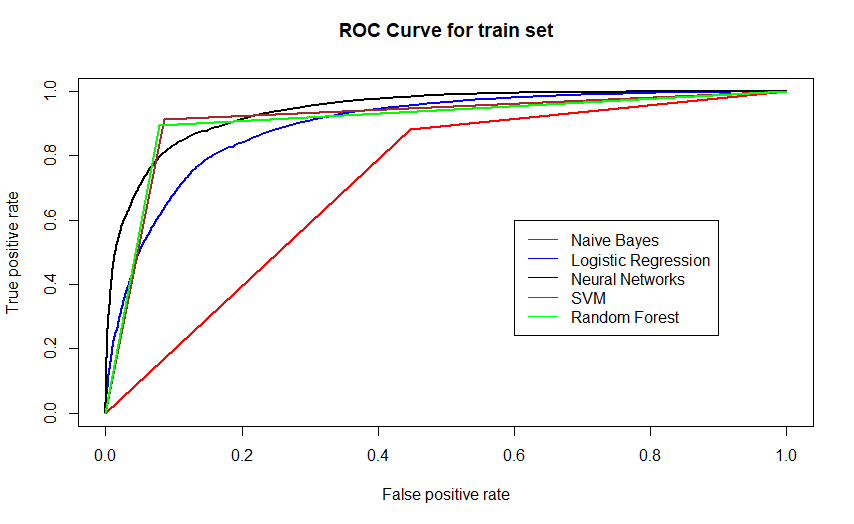 ROC Curve for train set
True positive rate
1.0
0.8
0.6
0.4
0.2
0.0
Naive Bayes
Logistic Regression
Neural Networks
SVM
Random Forest
0.0 0.2 0.4 0.6 0.8 1.0
False positive rate